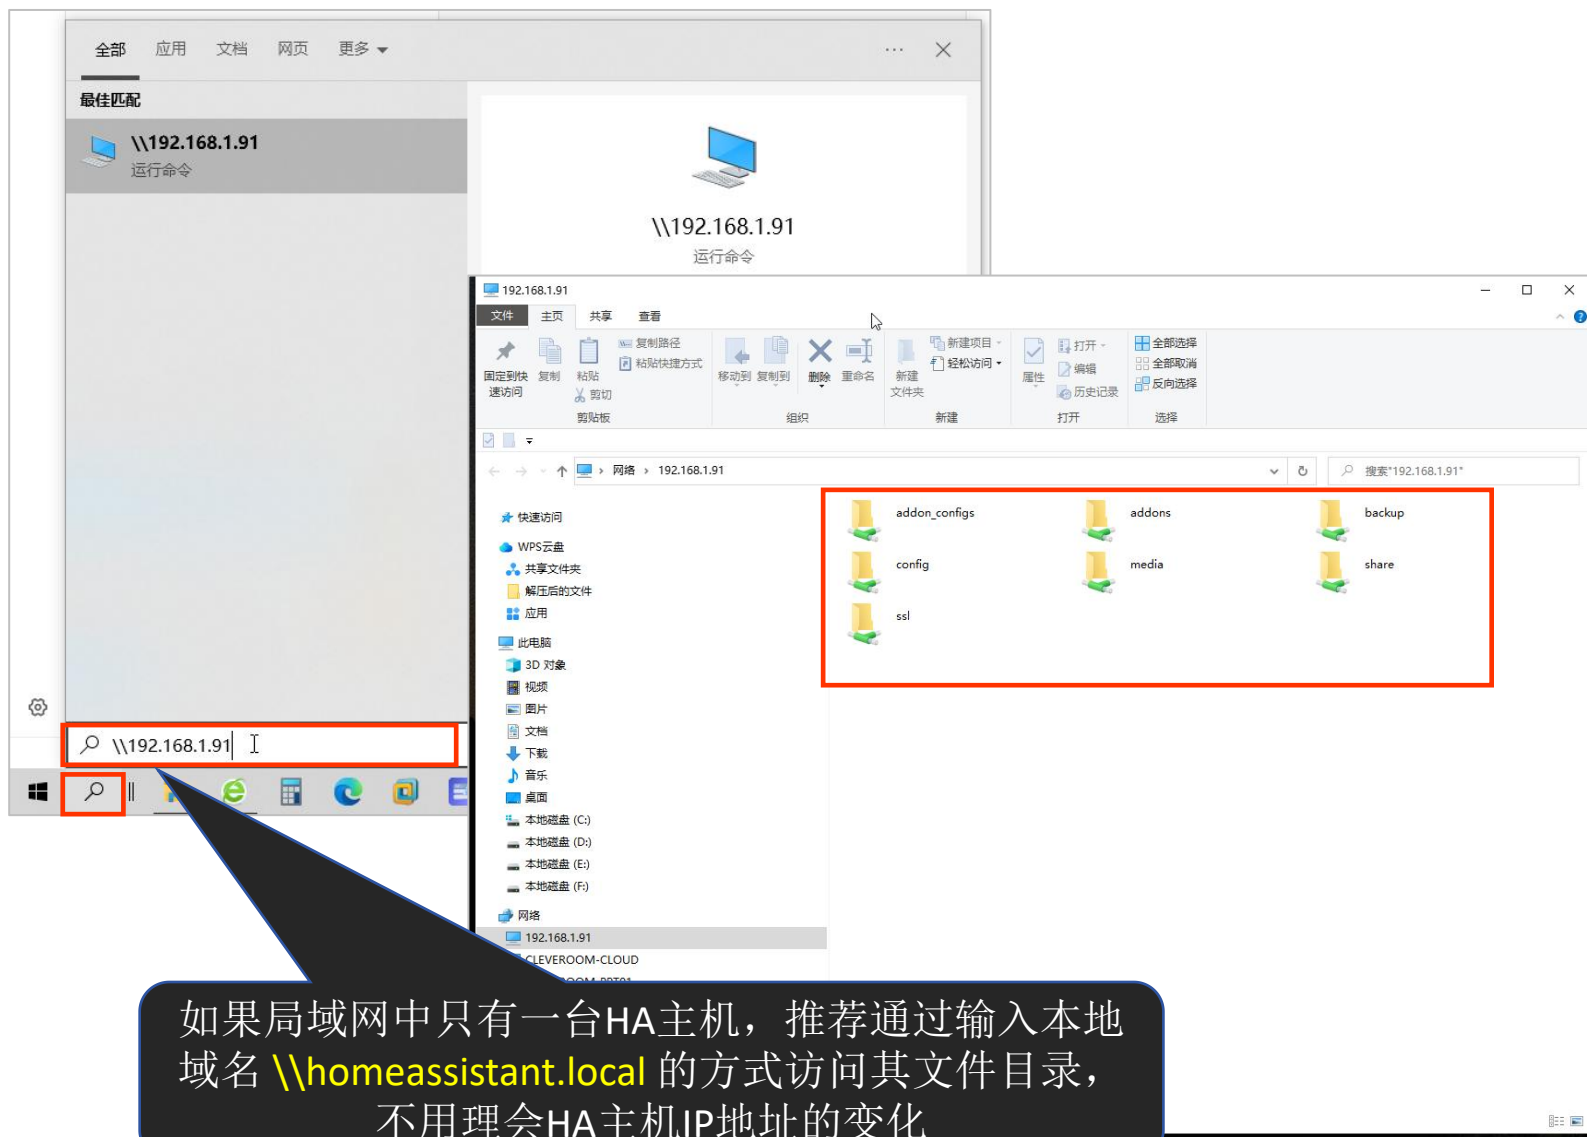 全部 应用 文档 网页 更多
最佳匹配
\\192.168.1.91
运行命令
\\192.168.1.91
运行命令
\\192.168.1.91
192.168.1.91
文件 主页 共享 查看
固定到快速访问
复制
粘贴
复制路径
粘贴快捷方式
剪切
剪贴板
移动到 复制到 删除 重命名
组织
新建文件夹
新建项目
轻松访问
新建
属性
打开
编辑
历史记录
打开
全部选择
全部取消
反向选择
选择
网络 › 192.168.1.91
搜索"192.168.1.91"
快速访问
WPS云盘
共享文件夹
解压后的文件
应用
此电脑
3D 对象
视频
图片
文档
下载
音乐
桌面
本地磁盘 (C:)
本地磁盘 (D:)
本地磁盘 (E:)
本地磁盘 (F:)
网络
192.168.1.91
CLEVEROOM-CLOUD
addon_configs addons backup
config media share
ssl
如果局域网中只有一台HA主机，推荐通过输入本地
域名 \\homeassistant.local 的方式访问其文件目录，
不用理会HA主机IP地址的变化